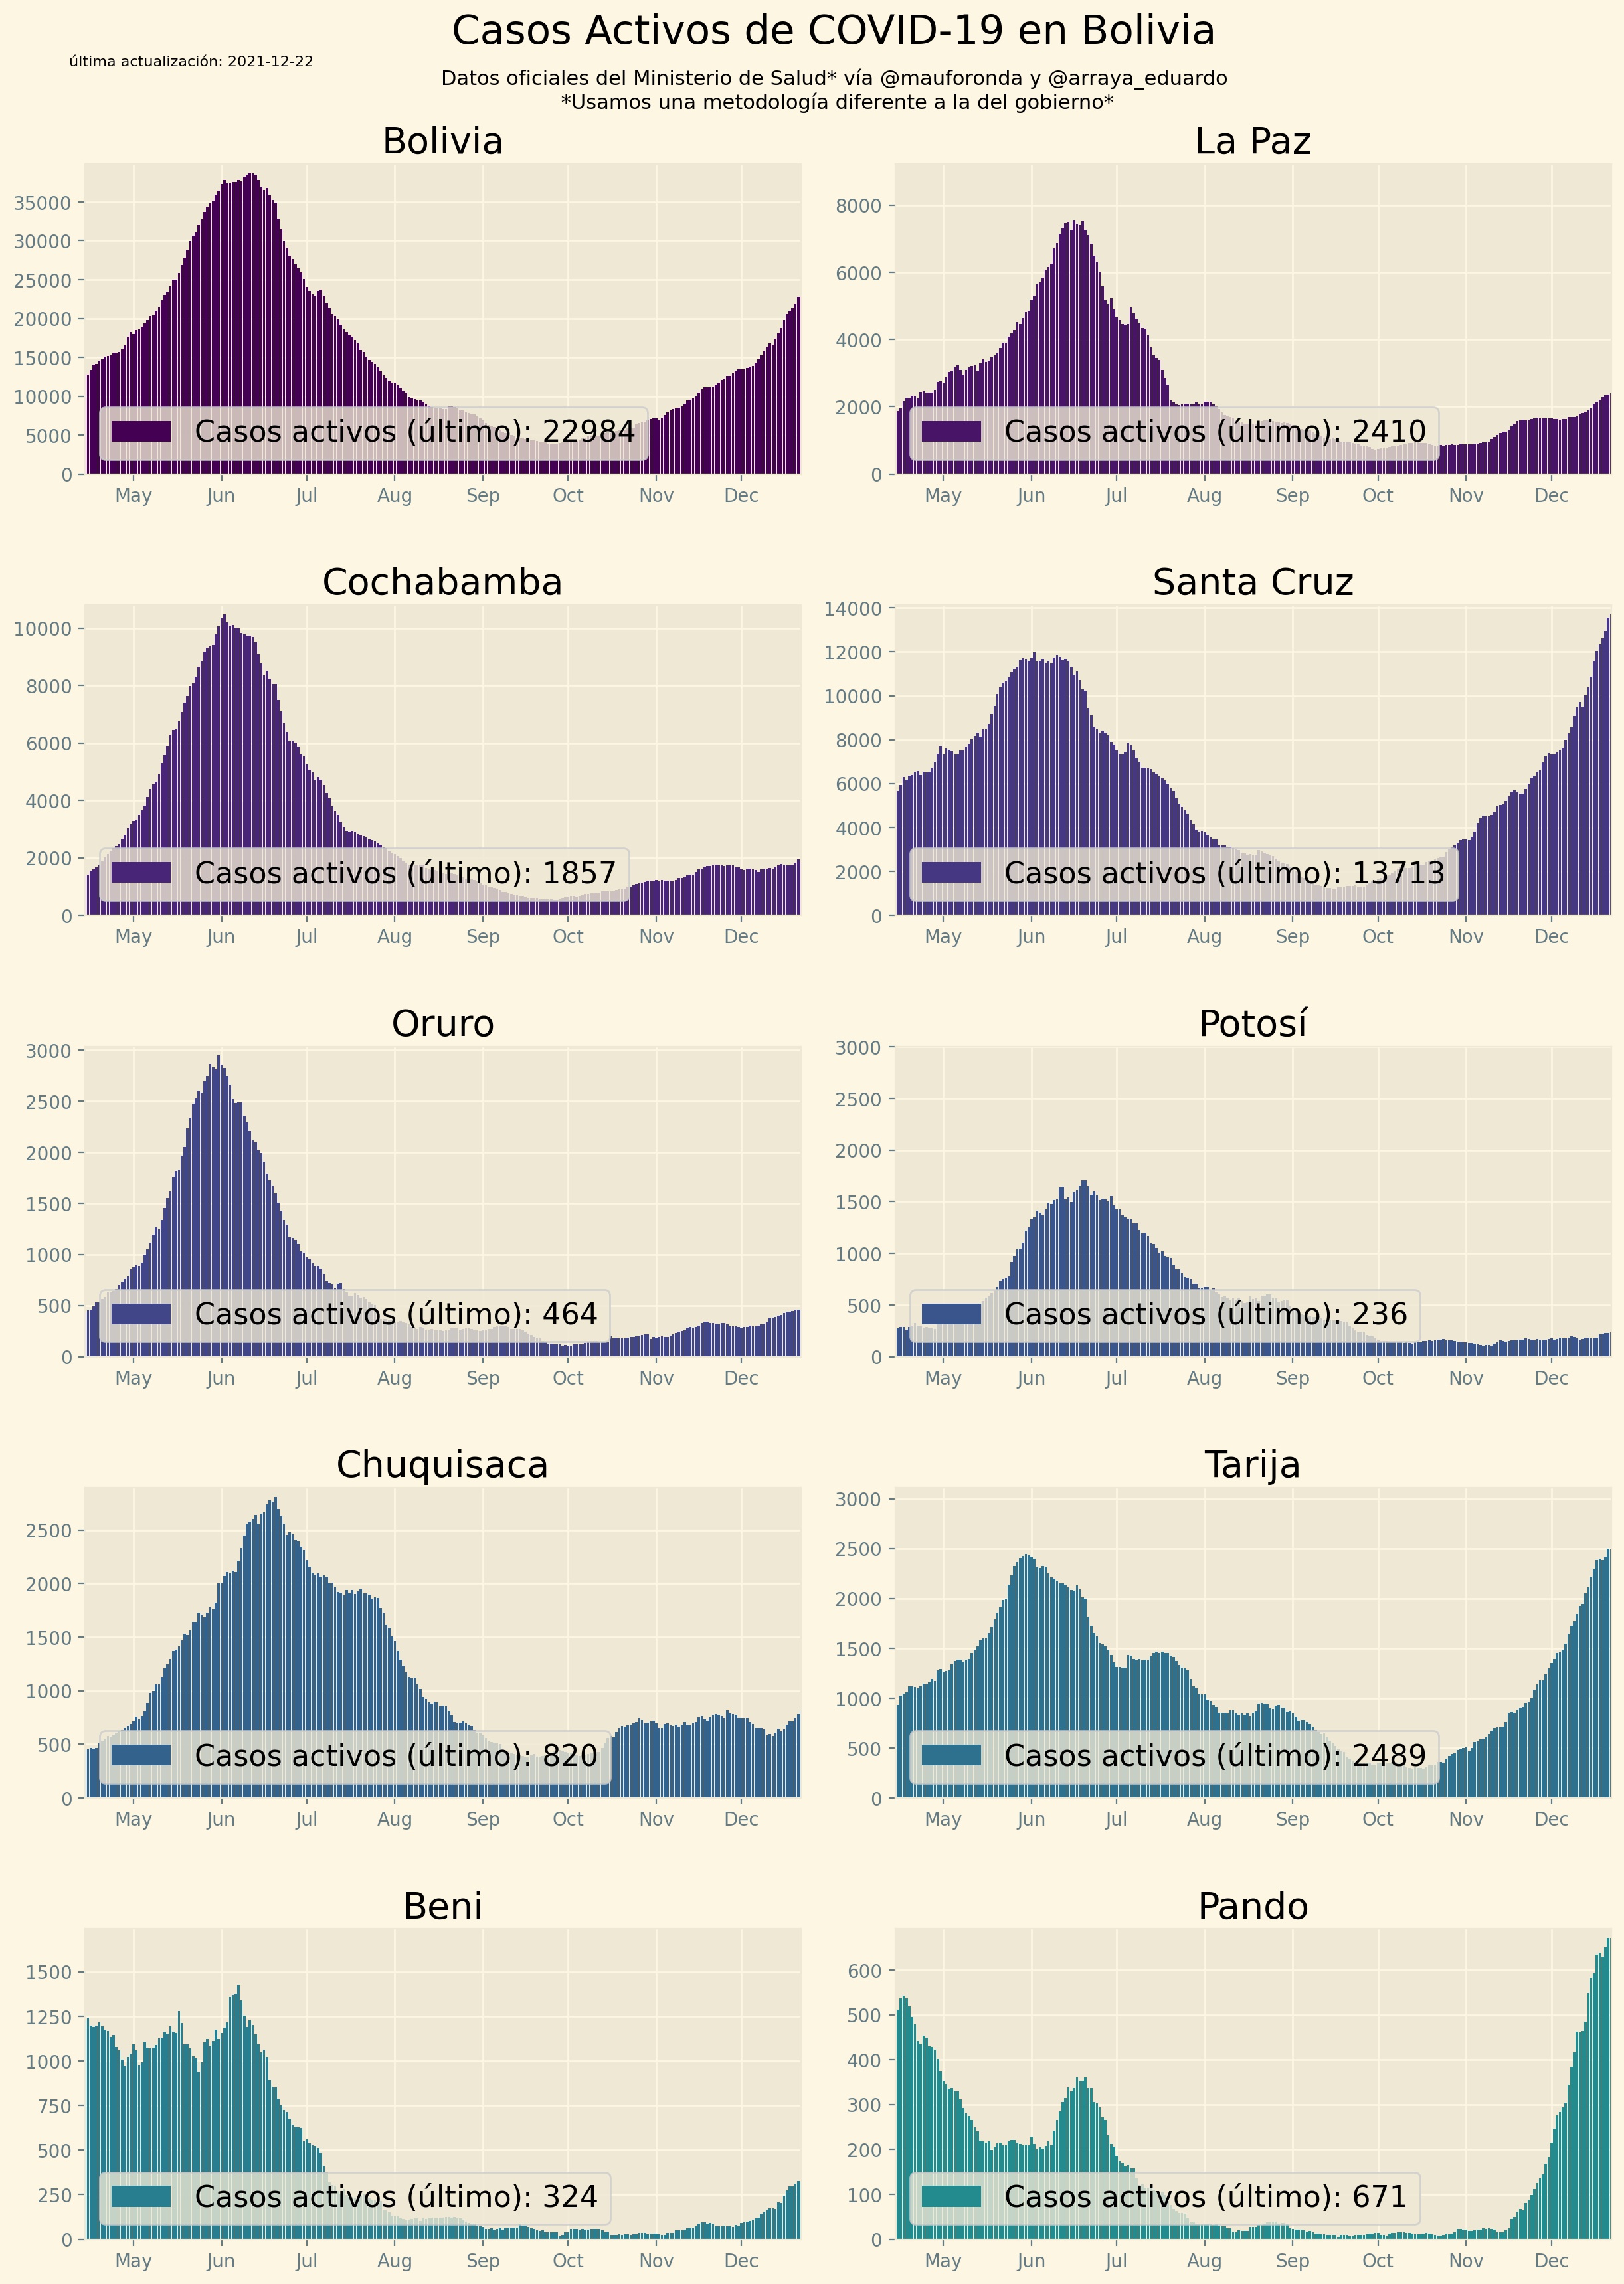 Casos Activos de COVID-19 en Bolivia
última actualización: 2021-12-22
Datos oficiales del Ministerio de Salud* vía @mauforonda y @arraya_eduardo
*Usamos una metodología diferente a la del gobierno*
Bolivia
35000
30000
25000
20000
15000
10000
5000
0
Casos activos (último): 22984
May Jun Jul Aug Sep Oct Nov Dec
La Paz
8000
6000
4000
2000
0
Casos activos (último): 2410
May Jun Jul Aug Sep Oct Nov Dec
Cochabamba
10000
8000
6000
4000
2000
0
Casos activos (último): 1857
May Jun Jul Aug Sep Oct Nov Dec
Santa Cruz
14000
12000
10000
8000
6000
4000
2000
0
Casos activos (último): 13713
May Jun Jul Aug Sep Oct Nov Dec
Oruro
3000
2500
2000
1500
1000
500
0
Casos activos (último): 464
May Jun Jul Aug Sep Oct Nov Dec
Potosí
3000
2500
2000
1500
1000
500
0
Casos activos (último): 236
May Jun Jul Aug Sep Oct Nov Dec
Chuquisaca
2500
2000
1500
1000
500
0
Casos activos (último): 820
May Jun Jul Aug Sep Oct Nov Dec
Tarija
3000
2500
2000
1500
1000
500
0
Casos activos (último): 2489
May Jun Jul Aug Sep Oct Nov Dec
Beni
1500
1250
1000
750
500
250
0
Casos activos (último): 324
May Jun Jul Aug Sep Oct Nov Dec
Pando
600
500
400
300
200
100
0
Casos activos (último): 671
May Jun Jul Aug Sep Oct Nov Dec